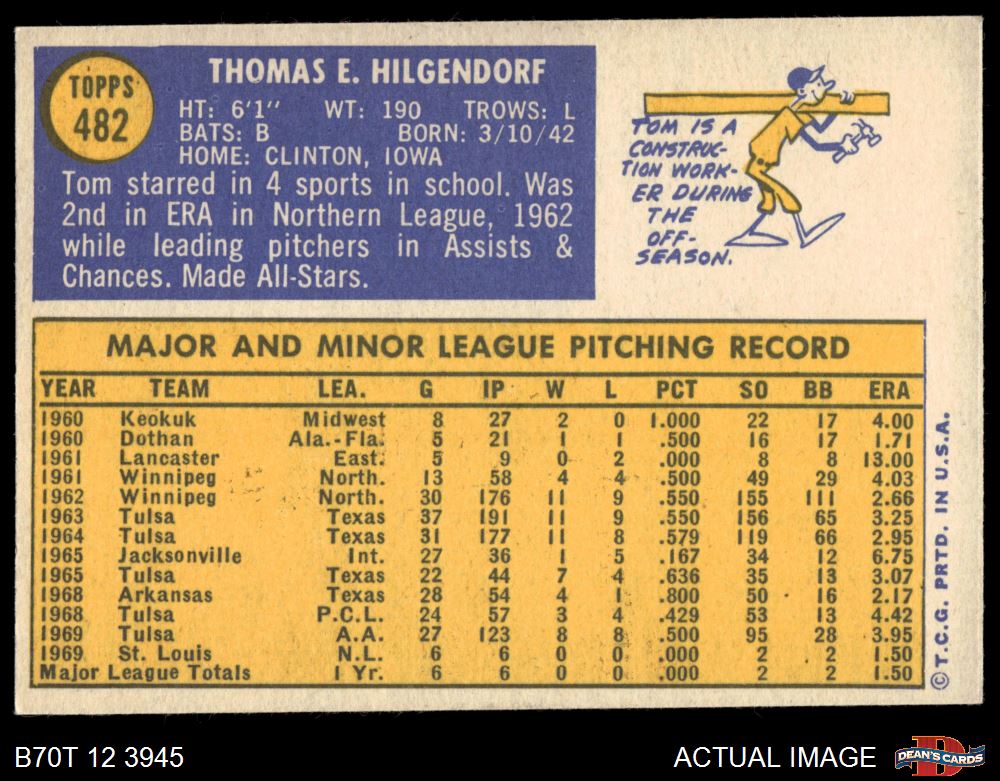 TOPPS
482
THOMAS E. HILGENDORF
HT: 6'1" WT: 190 TROWS: L
BATS: B BORN: 3/10/42
HOME: CLINTON, IOWA
Tom starred in 4 sports in school. Was
2nd in ERA in Northern League, 1962
while leading pitchers in Assists &
Chances. Made All-Stars.
TOM IS A
CONSTRUC-
TION WORK-
ER DURING
THE
OFF-
SEASON.
MAJOR AND MINOR LEAGUE PITCHING RECORD
YEAR TEAM LEA. G IP W L PCT SO BB ERA
1960 Keokuk Midwest 8 27 2 0 1.000 22 17 4.00
1960 Dothan Ala.-Fla. 5 21 1 1 .500 16 17 1.71
1961 Lancaster East. 5 9 0 2 .000 8 8 13.00
1961 Winnipeg North. 13 58 4 4 .500 49 29 4.03
1962 Winnipeg North. 30 176 11 9 .550 155 111 2.66
1963 Tulsa Texas 37 191 11 9 .550 156 65 3.25
1964 Tulsa Texas 31 177 11 8 .579 119 66 2.95
1965 Jacksonville Int. 27 36 1 5 .167 34 12 6.75
1965 Tulsa Texas 22 44 7 4 .636 35 13 3.07
1968 Arkansas Texas 28 54 4 1 .800 50 16 2.17
1968 Tulsa P.C.L. 24 57 3 4 .429 53 13 4.42
1969 Tulsa A.A. 27 123 8 8 .500 95 28 3.95
1969 St. Louis N.L. 6 6 0 0 .000 2 2 1.50
Major League Totals 1 Yr. 6 6 0 0 .000 2 2 1.50
©T.C.G. PRTD. IN U.S.A.
B70T 12 3945
ACTUAL IMAGE
DEAN'S CARDS